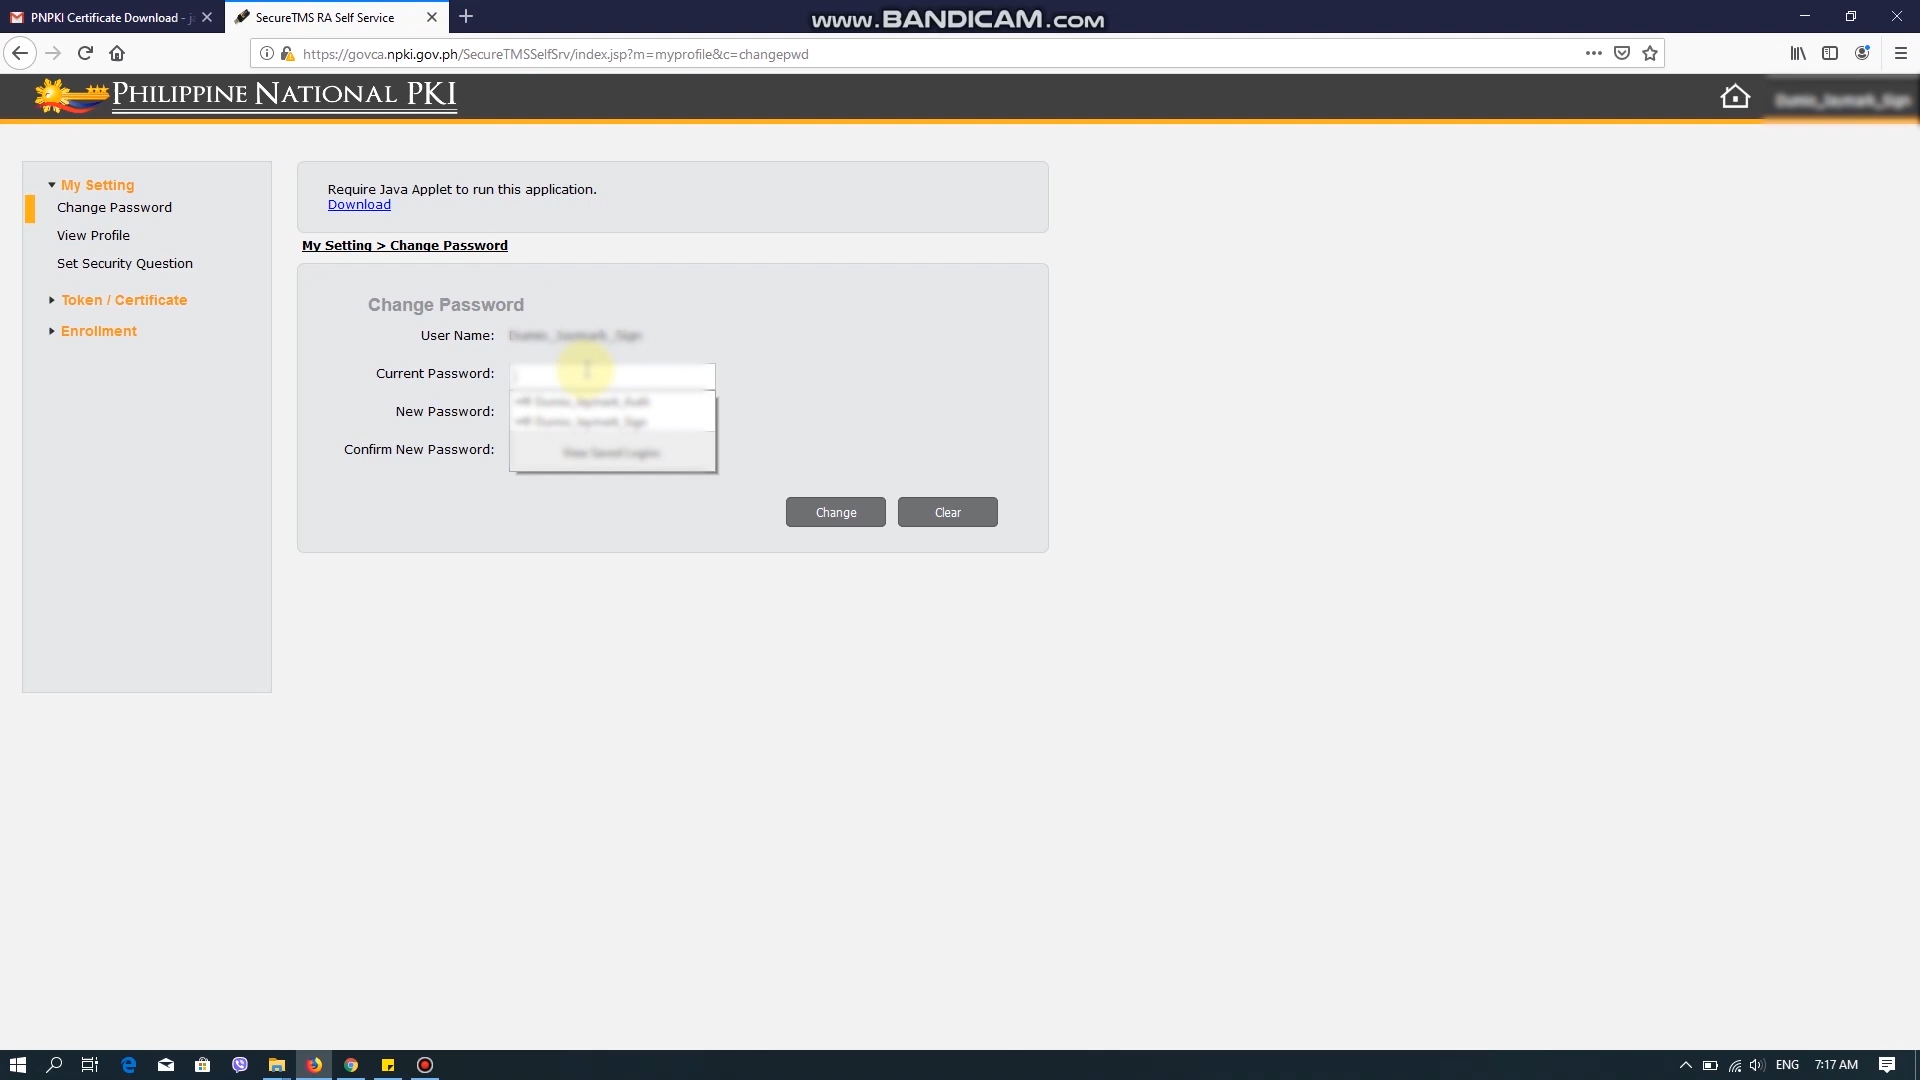 PNPKI Certificate Download - j
SecureTMS RA Self Service
www.BANDICAM.com
https://govca.npki.gov.ph/SecureTMSSelfSrv/index.jsp?m=myprofile&c=changepwd
PHILIPPINE NATIONAL PKI
My Setting
Change Password
View Profile
Set Security Question
Token / Certificate
Enrollment
Require Java Applet to run this application.
Download
My Setting > Change Password
Change Password
User Name:
Current Password:
New Password:
Confirm New Password:
View Saved Logins
Change
Clear
ENG
7:17 AM